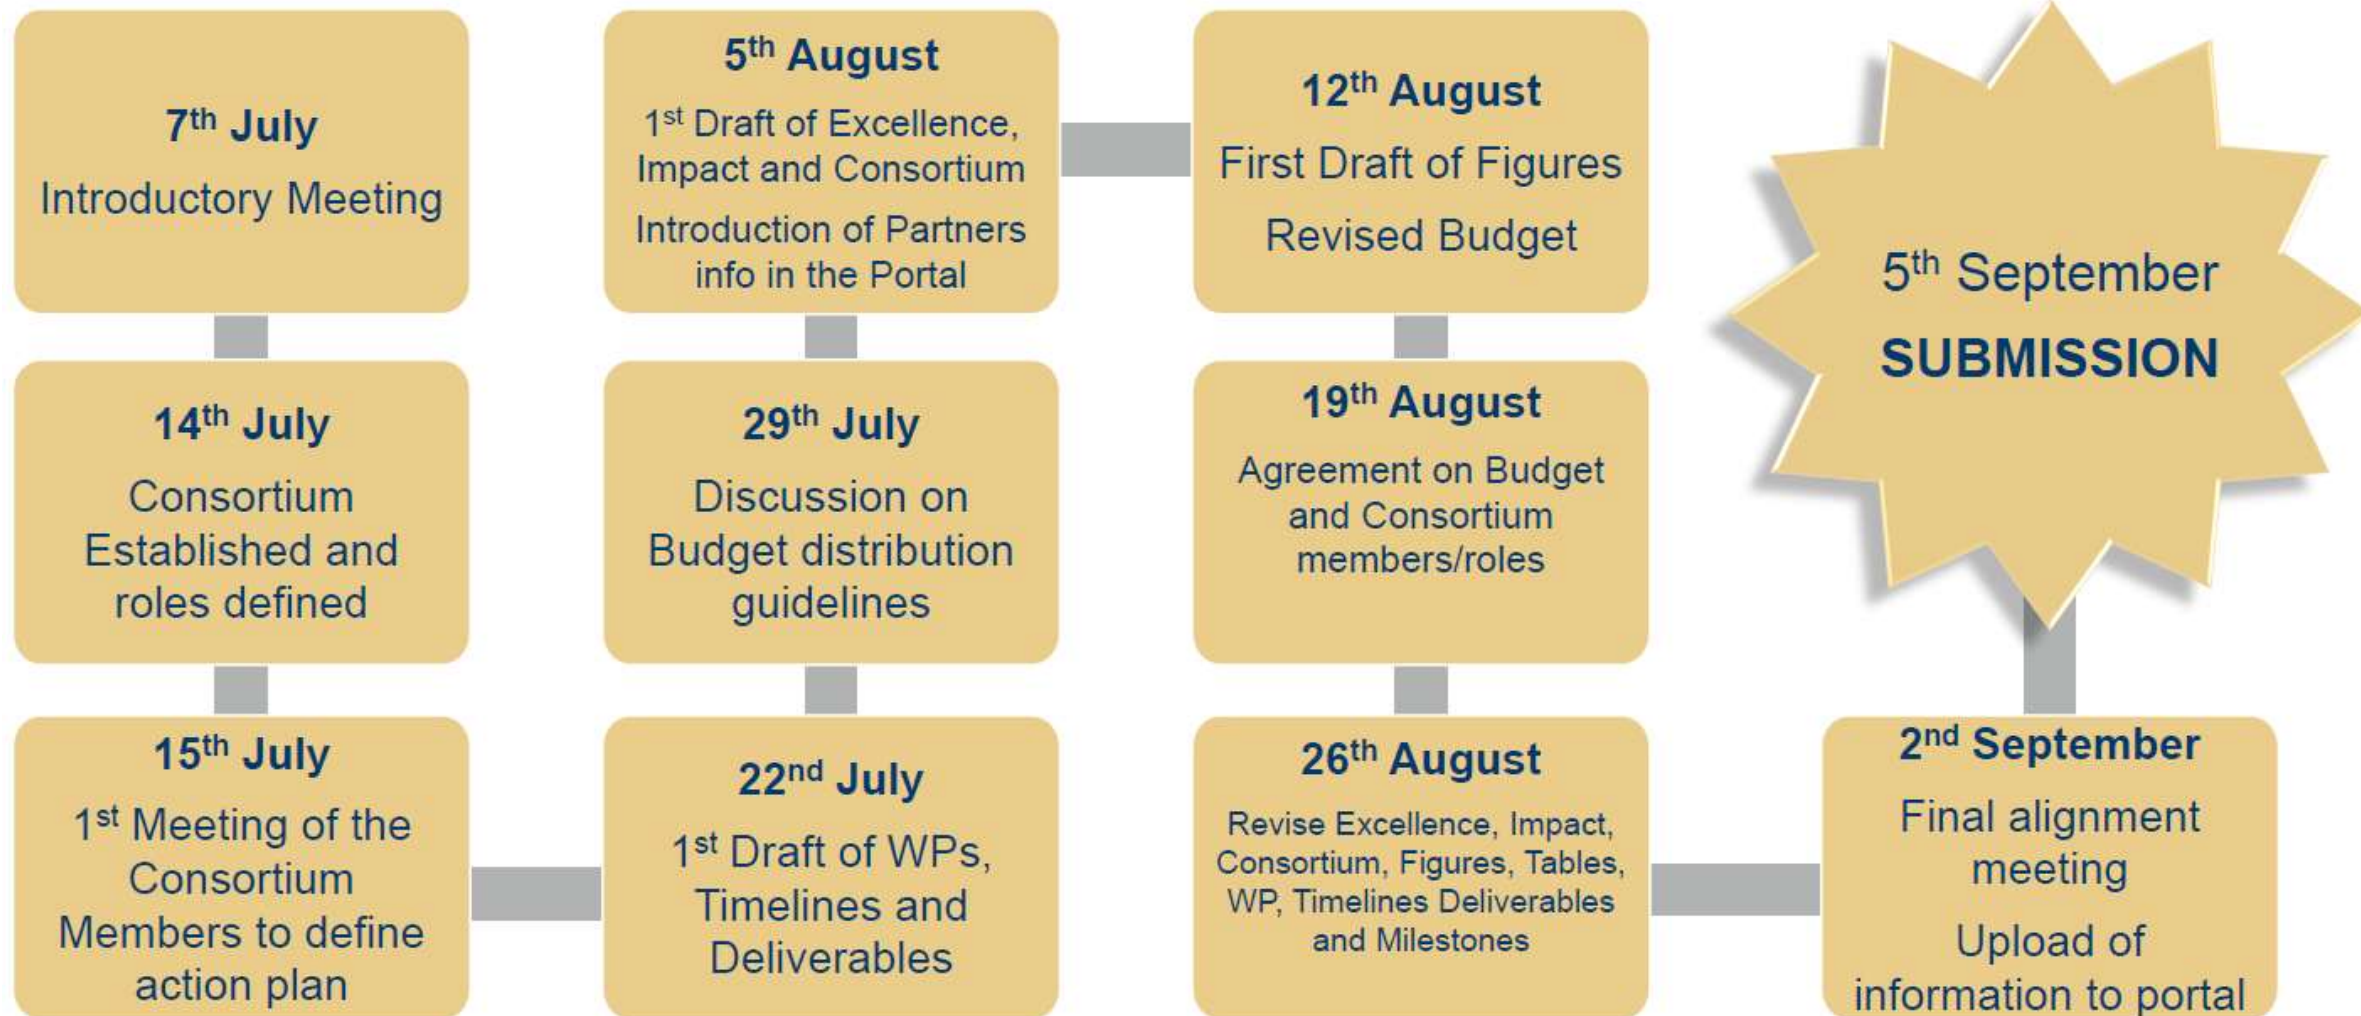 7th July
Introductory Meeting
14th July
Consortium
Established and
roles defined
15th July
1st Meeting of the
Consortium
Members to define
action plan
22nd July
1st Draft of WPs,
Timelines and
Deliverables
29th July
Discussion on
Budget distribution
guidelines
5th August
1st Draft of Excellence,
Impact and Consortium
Introduction of Partners
info in the Portal
12th August
First Draft of Figures
Revised Budget
19th August
Agreement on Budget
and Consortium
members/roles
26th August
Revise Excellence, Impact,
Consortium, Figures, Tables,
WP, Timelines Deliverables
and Milestones
2nd September
Final alignment
meeting
Upload of
information to portal
5th September
SUBMISSION